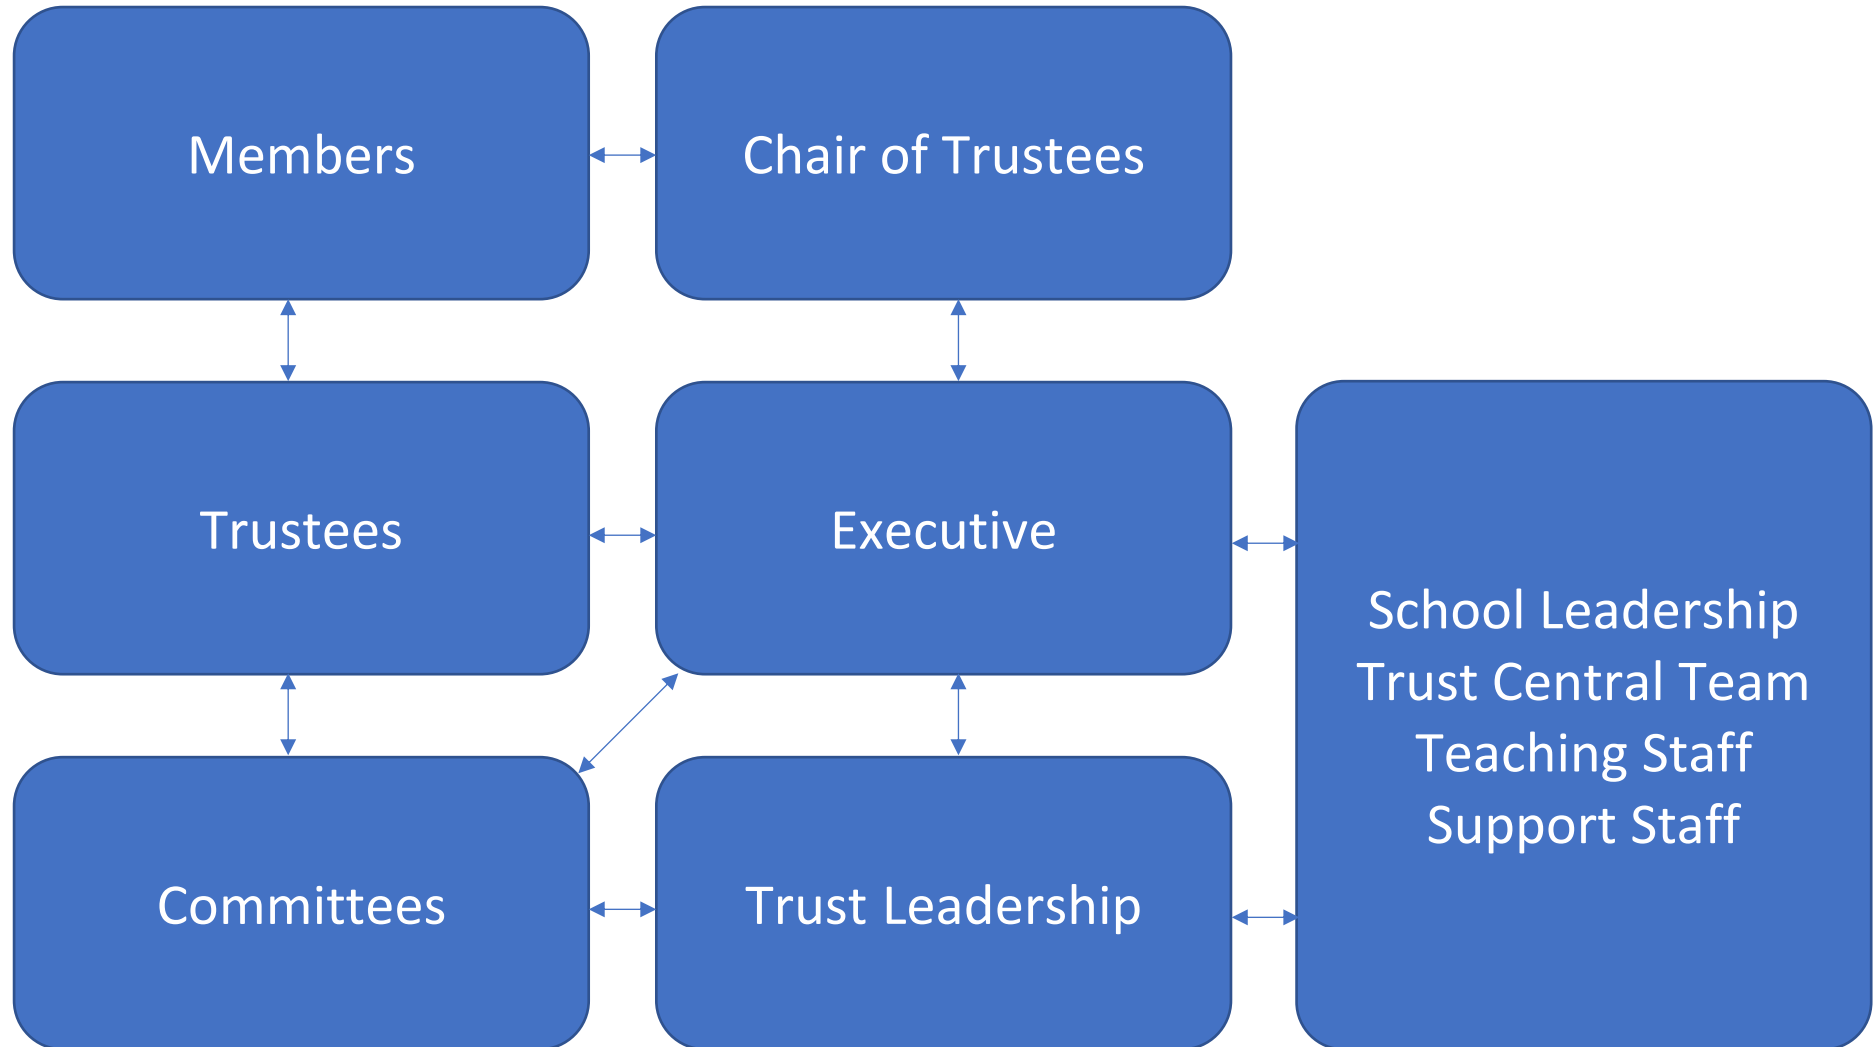 Members
Chair of Trustees
Trustees
Executive
School Leadership
Trust Central Team
Teaching Staff
Support Staff
Committees
Trust Leadership